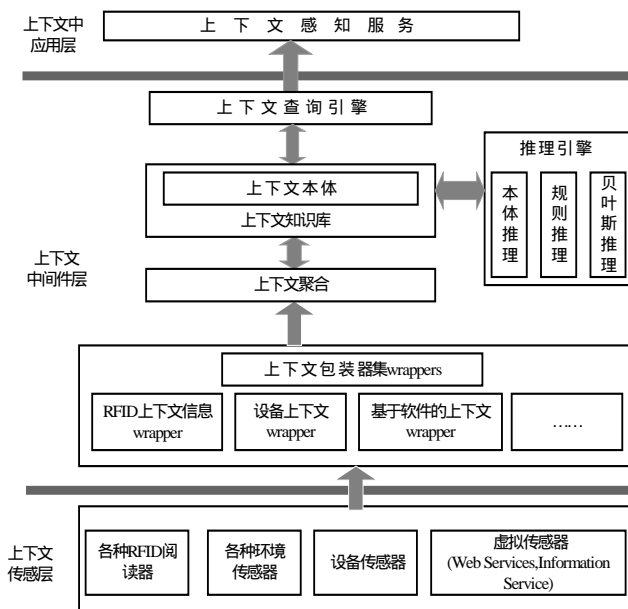 上下文中
应用层
上下文感知服务
上下文查询引擎
推理引擎
上下文本体
上下文知识库
本体推理
规则推理
贝叶斯推理
上下文
中间件层
上下文聚合
上下文包装器集wrappers
RFID上下文信息
wrapper
设备上下文
wrapper
基于软件的上下文
wrapper
……
上下文
传感层
各种RFID阅
读器
各种环境
传感器
设备传感器
虚拟传感器
(Web Services,Information
Service)